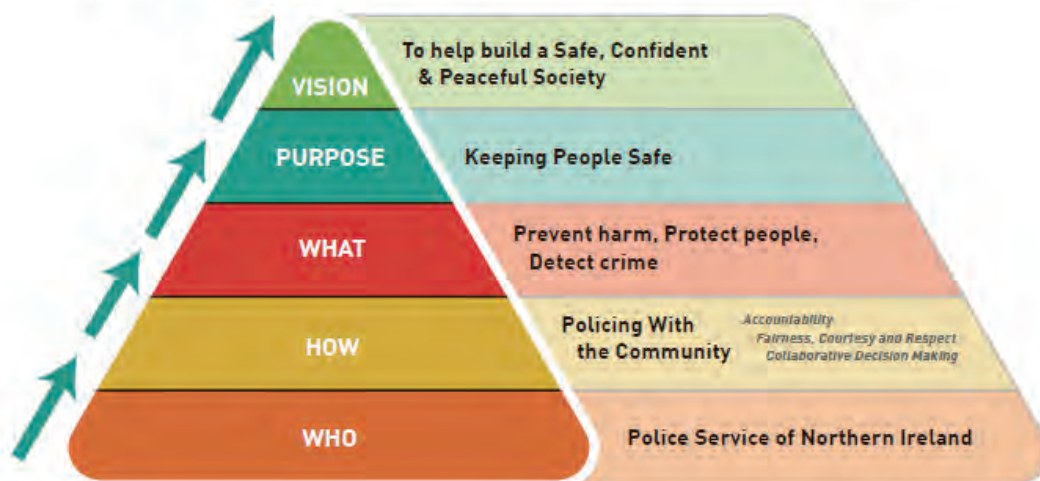 VISION
To help build a Safe, Confident
& Peaceful Society
PURPOSE
Keeping People Safe
WHAT
Prevent harm, Protect people,
Detect crime
HOW
Policing With
the Community
Accountability
Fairness, Courtesy and Respect
Collaborative Decision Making
WHO
Police Service of Northern Ireland